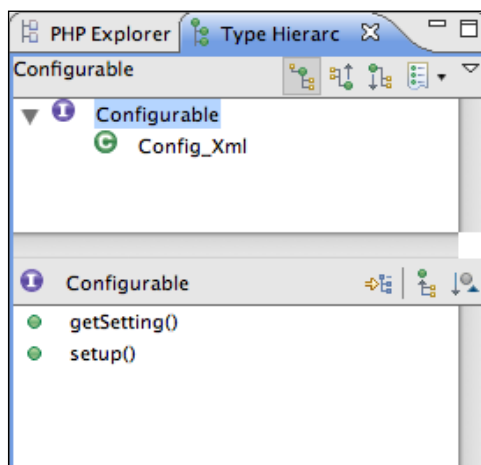 PHP Explorer Type Hierarc
Configurable
I Configurable
C Config_Xml
I Configurable
getSetting()
setup()